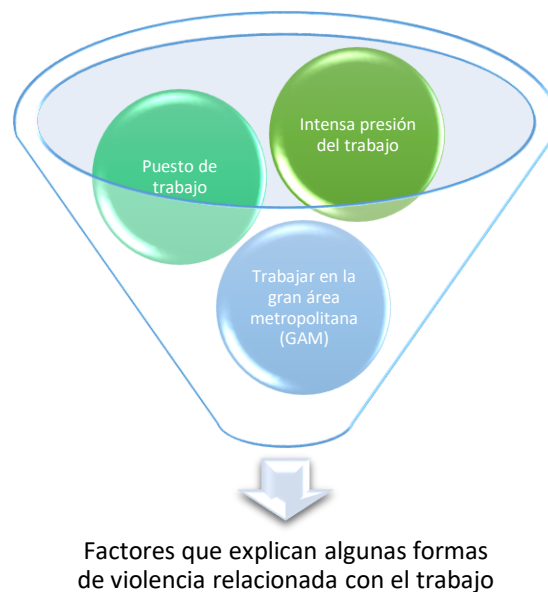 Intensa presión
del trabajo
Puesto de
trabajo
Trabajar en la
gran área
metropolitana
(GAM)
Factores que explican algunas formas
de violencia relacionada con el trabajo